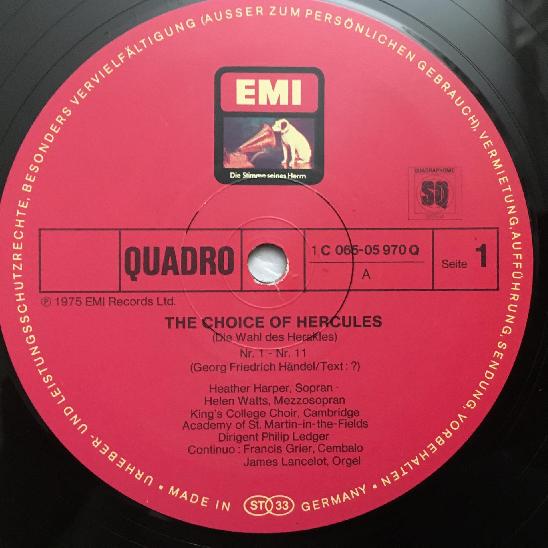 URHEBER- UND LEISTUNGSSCHUTZRECHTE, BESONDERS VERVIELFÄLTIGUNG (AUSSER ZUM PERSÖNLICHEN GEBRAUCH), VERMIETUNG, AUFFÜHRUNG, SENDUNG, VORBEHALTEN
EMI
Die Stimme seines Herrn
QUADRAPHONIC
SQ
QUADRO
1 C 065-05 970 Q
A
Seite 1
℗ 1975 EMI Records Ltd.
THE CHOICE OF HERCULES
(Die Wahl des Herakles)
Nr. 1 - Nr. 11
(Georg Friedrich Händel/Text: ?)
Heather Harper, Sopran ·
Helen Watts, Mezzosopran
King's College Choir, Cambridge
Academy of St. Martin-in-the-Fields
Dirigent Philip Ledger
Continuo: Francis Grier, Cembalo
James Lancelot, Orgel
• MADE IN ST 33 GERMANY •